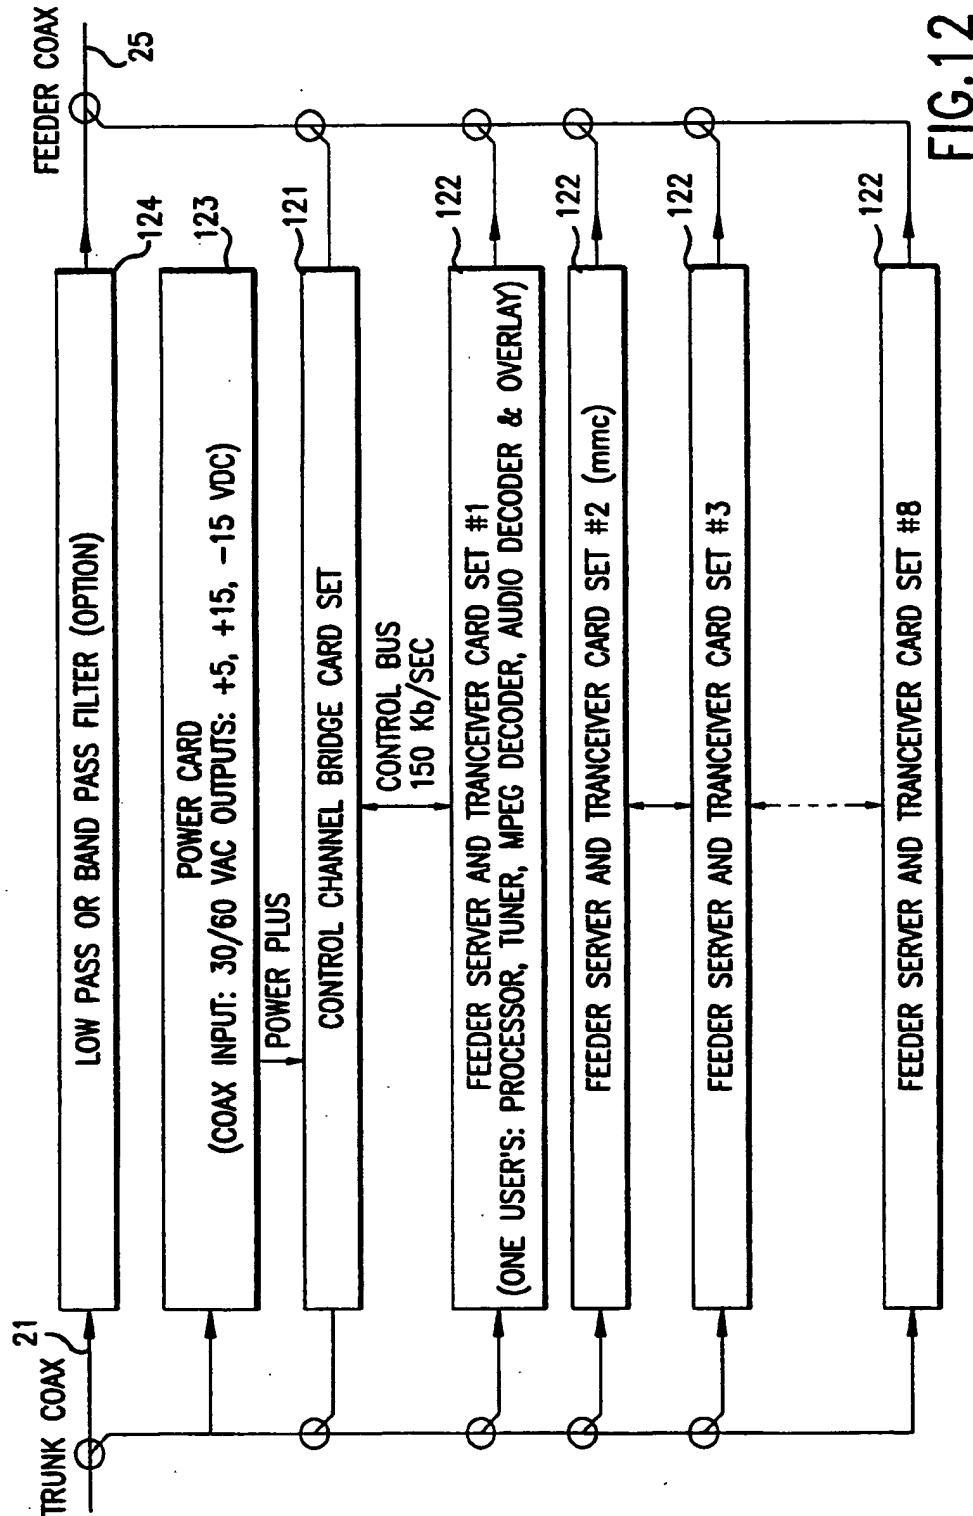 TRUNK COAX
21
FEEDER COAX
25
LOW PASS OR BAND PASS FILTER (OPTION)
124
POWER CARD
(COAX INPUT: 30/60 VAC OUTPUTS: +5, +15, −15 VDC)
123
POWER PLUS
CONTROL CHANNEL BRIDGE CARD SET
121
CONTROL BUS
150 Kb/SEC
FEEDER SERVER AND TRANCEIVER CARD SET #1
(ONE USER'S: PROCESSOR, TUNER, MPEG DECODER, AUDIO DECODER & OVERLAY)
122
FEEDER SERVER AND TRANCEIVER CARD SET #2 (mmc)
122
FEEDER SERVER AND TRANCEIVER CARD SET #3
122
FEEDER SERVER AND TRANCEIVER CARD SET #8
122
FIG.12